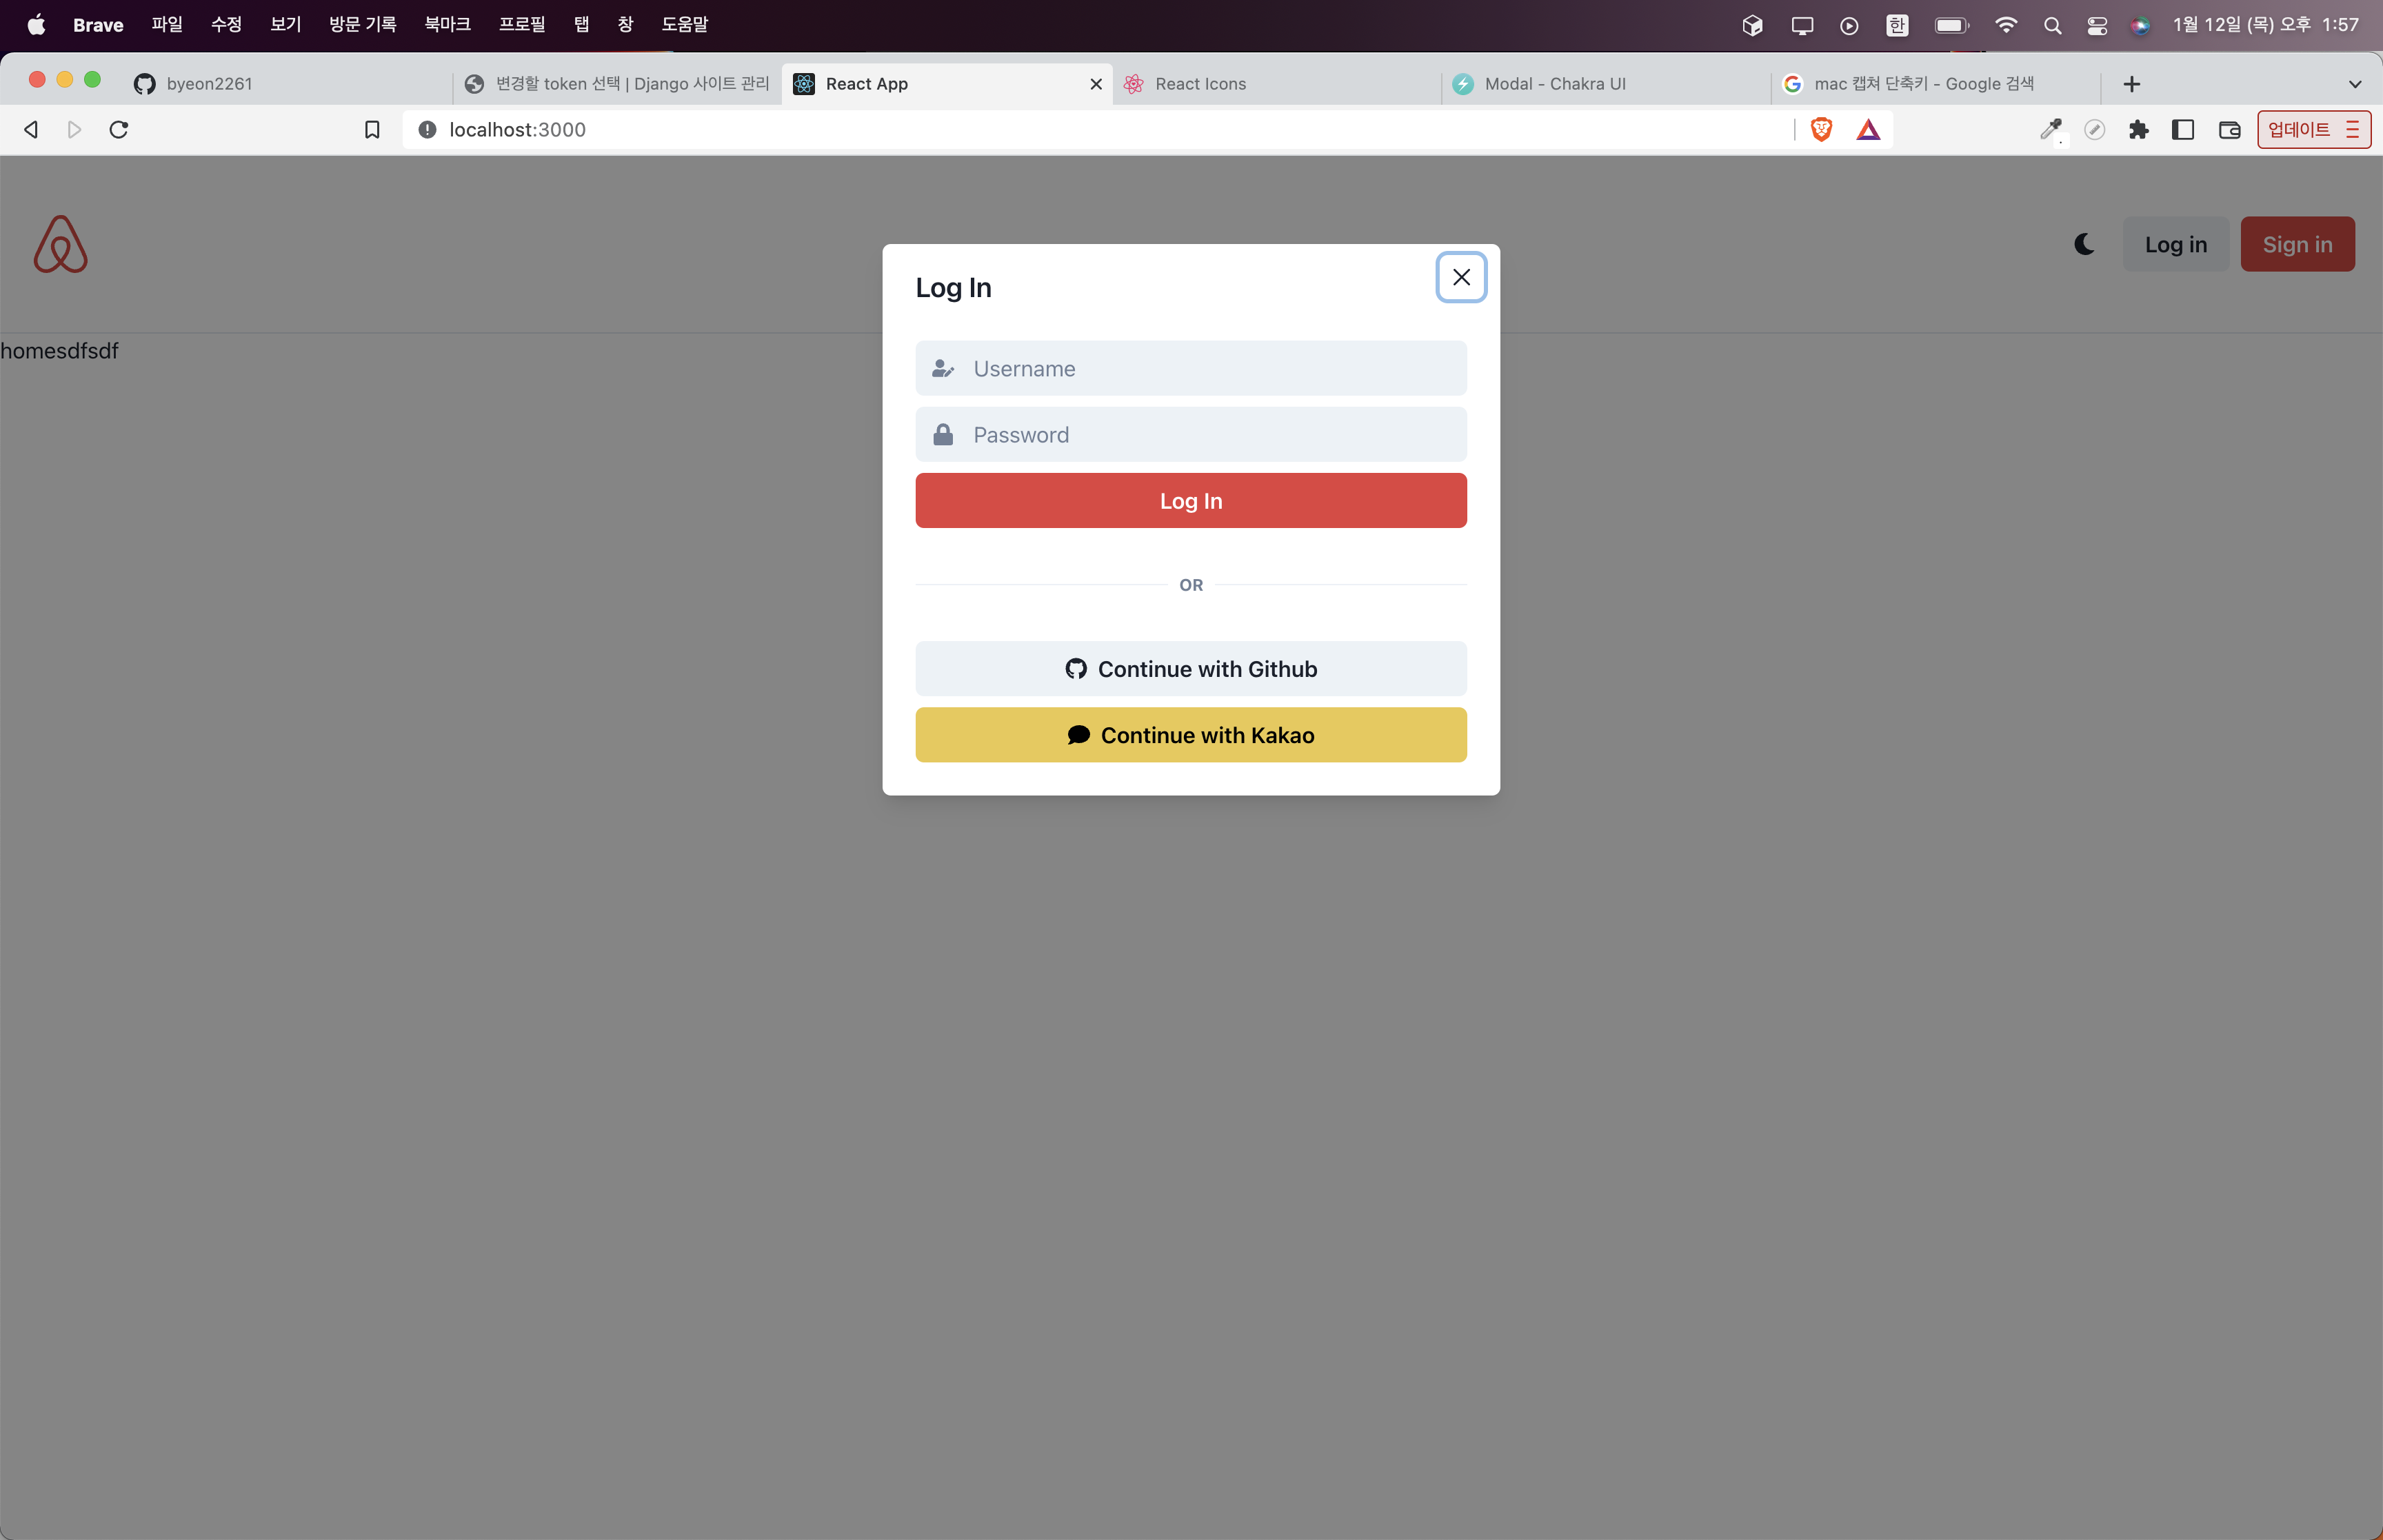 Brave 파일 수정 보기 방문 기록 북마크 프로필 탭 창 도움말 한 1월 12일 (목) 오후 1:57
byeon2261 변경할 token 선택 | Django 사이트 관리 React App React Icons Modal - Chakra UI mac 캡쳐 단축키 - Google 검색
localhost:3000 업데이트
Log in Sign in
Log In
homesdfsdf
Username
Password
Log In
OR
Continue with Github
Continue with Kakao